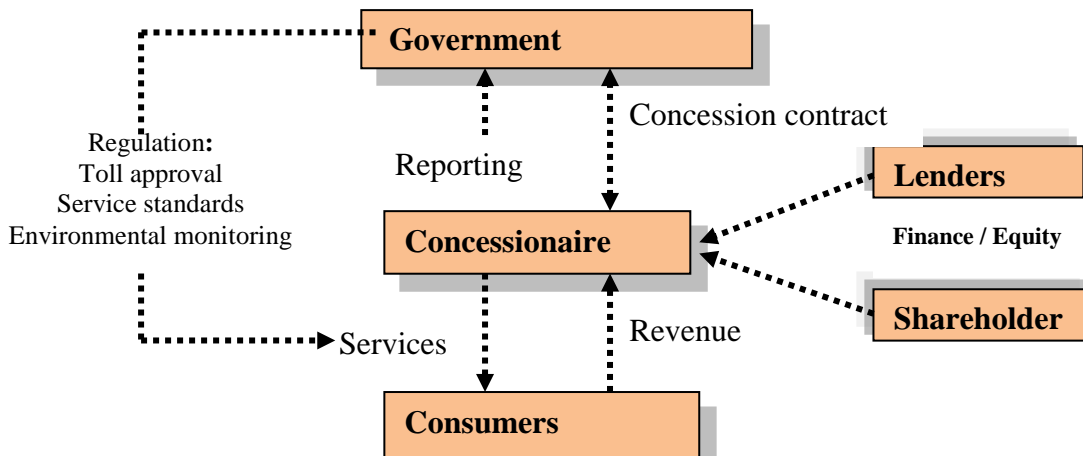 Government
Concession contract
Regulation:
Toll approval
Service standards
Environmental monitoring
Reporting
Lenders
Concessionaire
Finance / Equity
Shareholder
Revenue
Services
Consumers